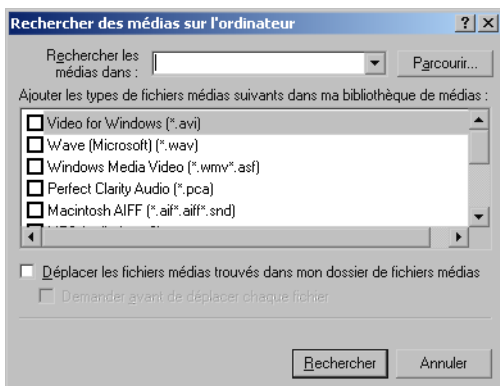 Rechercher des médias sur l'ordinateur
Rechercher les
médias dans :
Parcourir...
Ajouter les types de fichiers médias suivants dans ma bibliothèque de médias :
Video for Windows (*.avi)
Wave (Microsoft) (*.wav)
Windows Media Video (*.wmv*.asf)
Perfect Clarity Audio (*.pca)
Macintosh AIFF (*.aif*.aiff*.snd)
Déplacer les fichiers médias trouvés dans mon dossier de fichiers médias
Demander avant de déplacer chaque fichier
Rechercher
Annuler